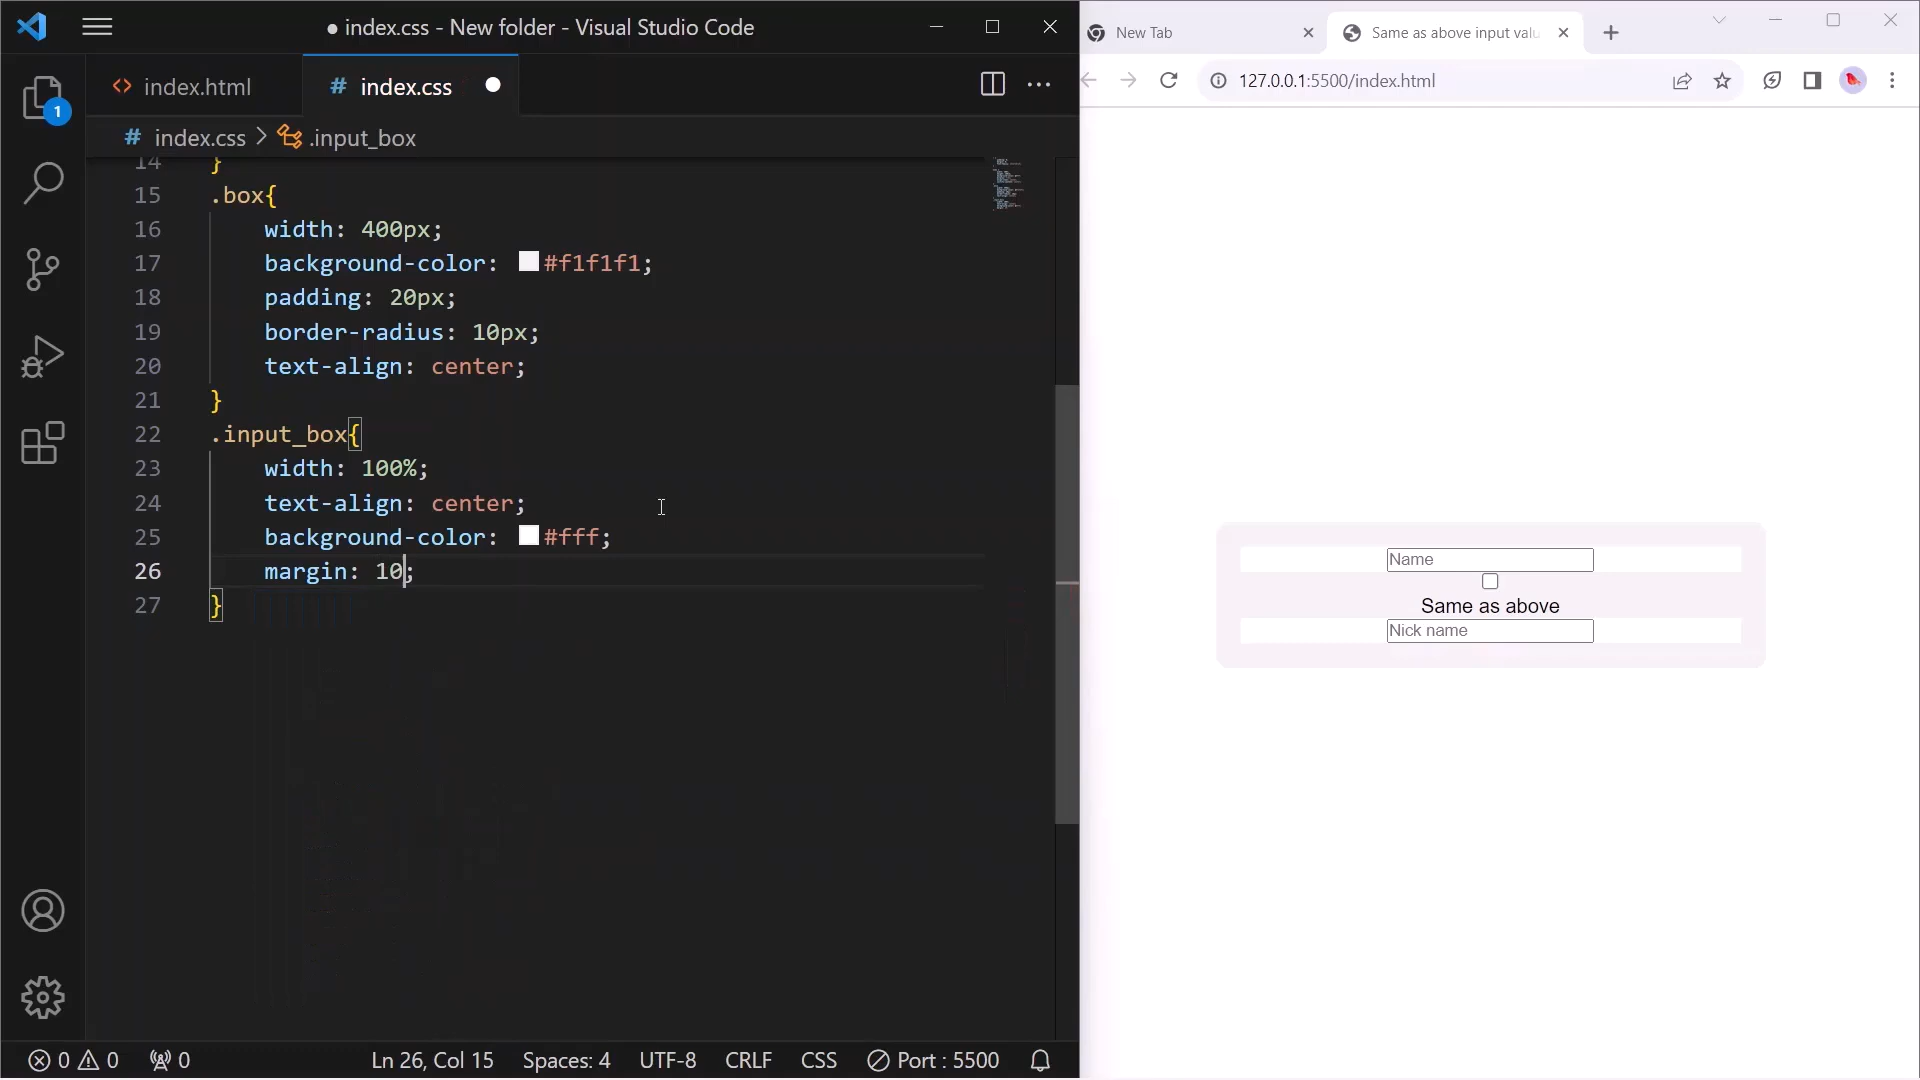 ● index.css - New folder - Visual Studio Code
index.html
# index.css
1
# index.css > .input_box
14 }
15 .box{
16 width: 400px;
17 background-color: #f1f1f1;
18 padding: 20px;
19 border-radius: 10px;
20 text-align: center;
21 }
22 .input_box{
23 width: 100%;
24 text-align: center;
25 background-color: #fff;
26 margin: 10;
27 }
0 0 0 Ln 26, Col 15 Spaces: 4 UTF-8 CRLF CSS Port : 5500
New Tab
Same as above input valu
127.0.0.1:5500/index.html
Name
Same as above
Nick name